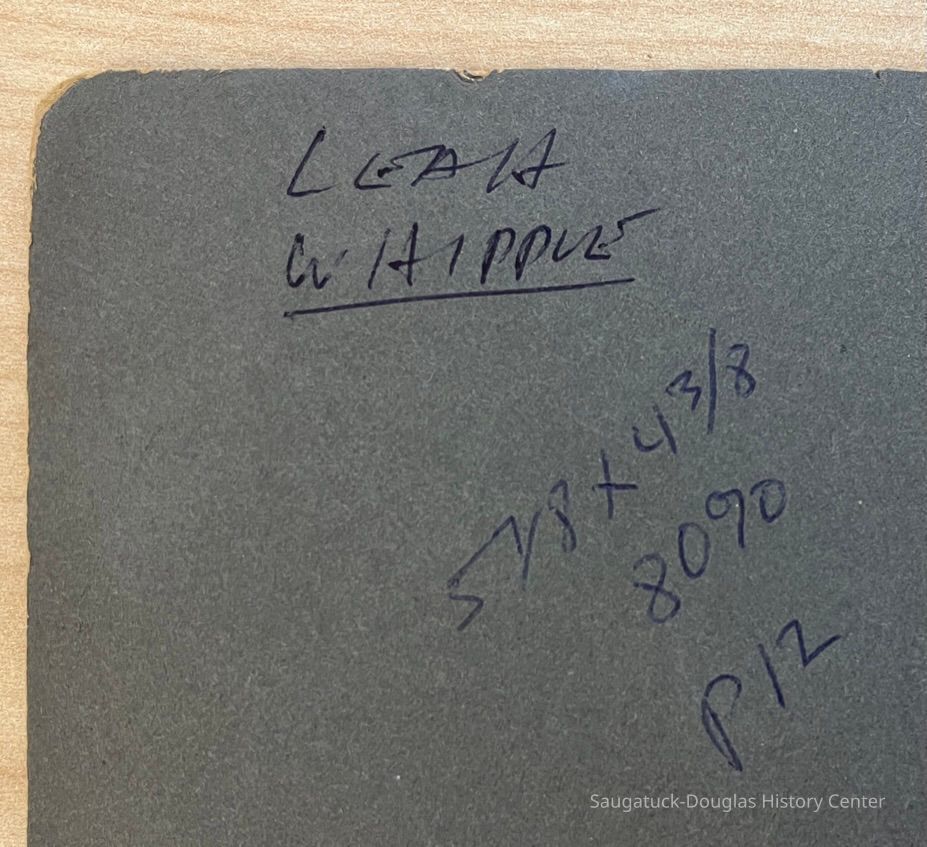 LEAH
WHIPPLE
5 7/8 + 4 3/8
8090
P12
Saugatuck-Douglas History Center